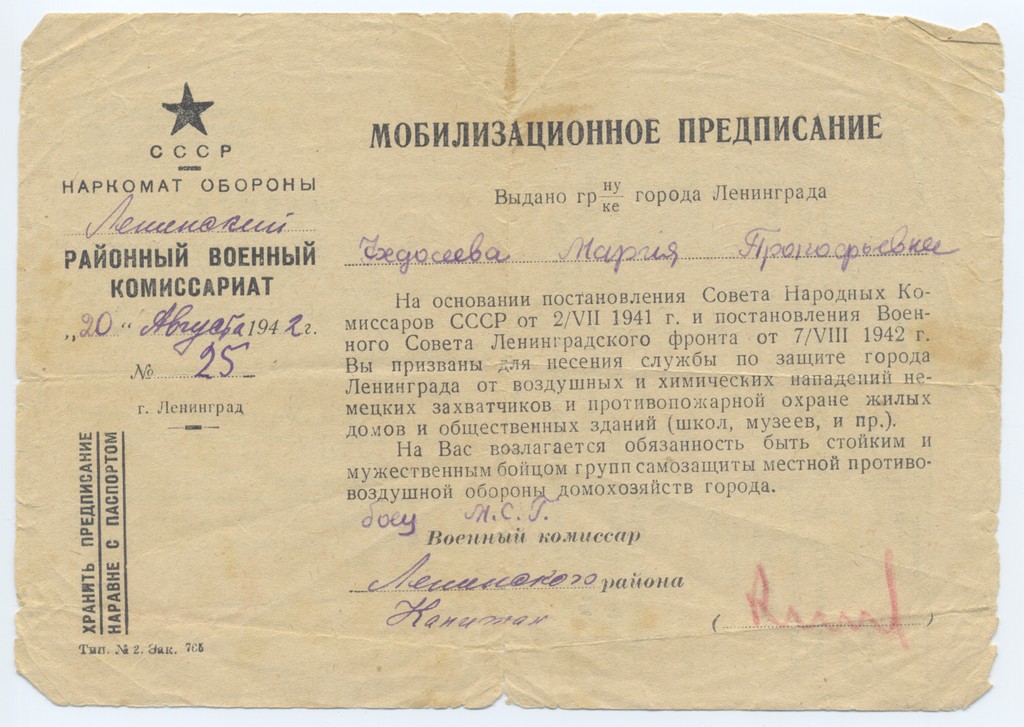 СССР
НАРКОМАТ ОБОРОНЫ
Ленинский
РАЙОННЫЙ ВОЕННЫЙ
КОМИССАРИАТ
„20“ Августа 1942 г.
№ 25
г. Ленинград
ХРАНИТЬ ПРЕДПИСАНИЕ
НАРАВНЕ С ПАСПОРТОМ
Тип. № 2. Зак. 765
МОБИЛИЗАЦИОННОЕ ПРЕДПИСАНИЕ
Выдано гр ну/ке города Ленинграда
Мария Прокофьевне
На основании постановления Совета Народных Ко-
миссаров СССР от 2/VII 1941 г. и постановления Воен-
ного Совета Ленинградского фронта от 7/VIII 1942 г.
Вы призваны для несения службы по защите города
Ленинграда от воздушных и химических нападений не-
мецких захватчиков и противопожарной охране жилых
домов и общественных зданий (школ, музеев, и пр.).
На Вас возлагается обязанность быть стойким и
мужественным бойцом групп самозащиты местной противо-
воздушной обороны домохозяйств города.
боец М.С.Г.
Военный комиссар
Ленинского района
Капитан ( )